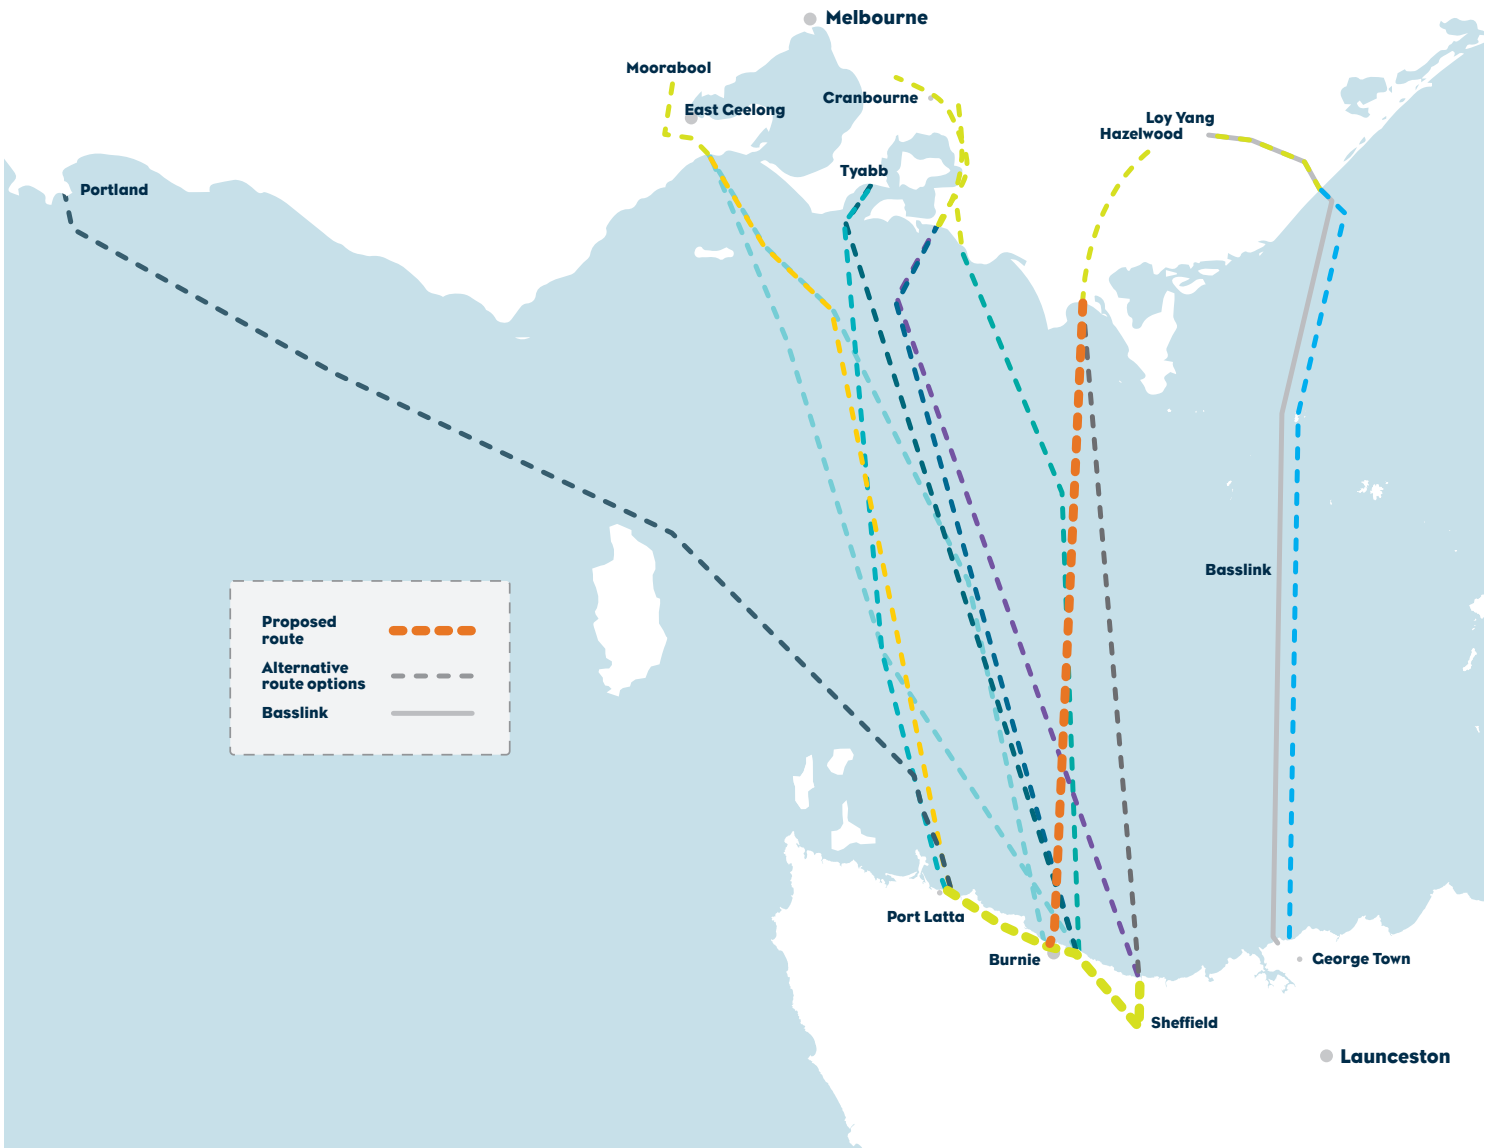 Melbourne
Moorabool
East Geelong
Cranbourne
Loy Yang
Hazelwood
Tyabb
Portland
Basslink
Proposed
route
Alternative
route options
Basslink
Port Latta
Burnie
George Town
Sheffield
Launceston